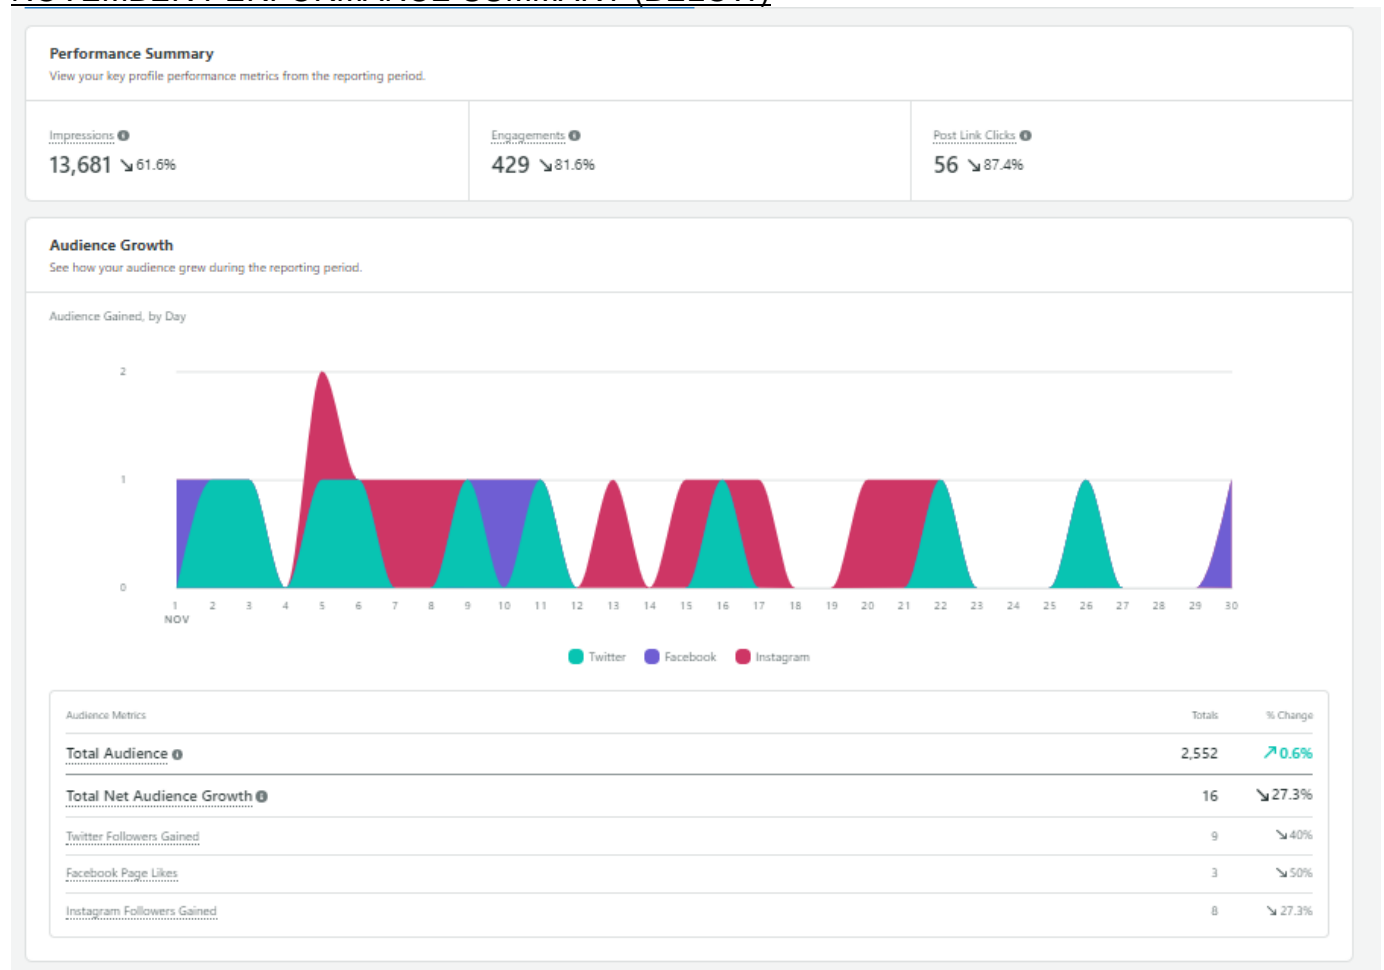 NOVEMBER PERFORMANCE SUMMARY (BELOW)
Performance Summary
View your key profile performance metrics from the reporting period.
Impressions Engagements Post Link Clicks
13,681 ↘61.6% 429 ↘81.6% 56 ↘87.4%
Audience Growth
See how your audience grew during the reporting period.
Audience Gained, by Day
2
1
0
1 2 3 4 5 6 7 8 9 10 11 12 13 14 15 16 17 18 19 20 21 22 23 24 25 26 27 28 29 30
NOV
Twitter Facebook Instagram
Audience Metrics Totals % Change
Total Audience 2,552 ↗0.6%
Total Net Audience Growth 16 ↘27.3%
Twitter Followers Gained 9 ↘40%
Facebook Page Likes 3 ↘50%
Instagram Followers Gained 8 ↘27.3%